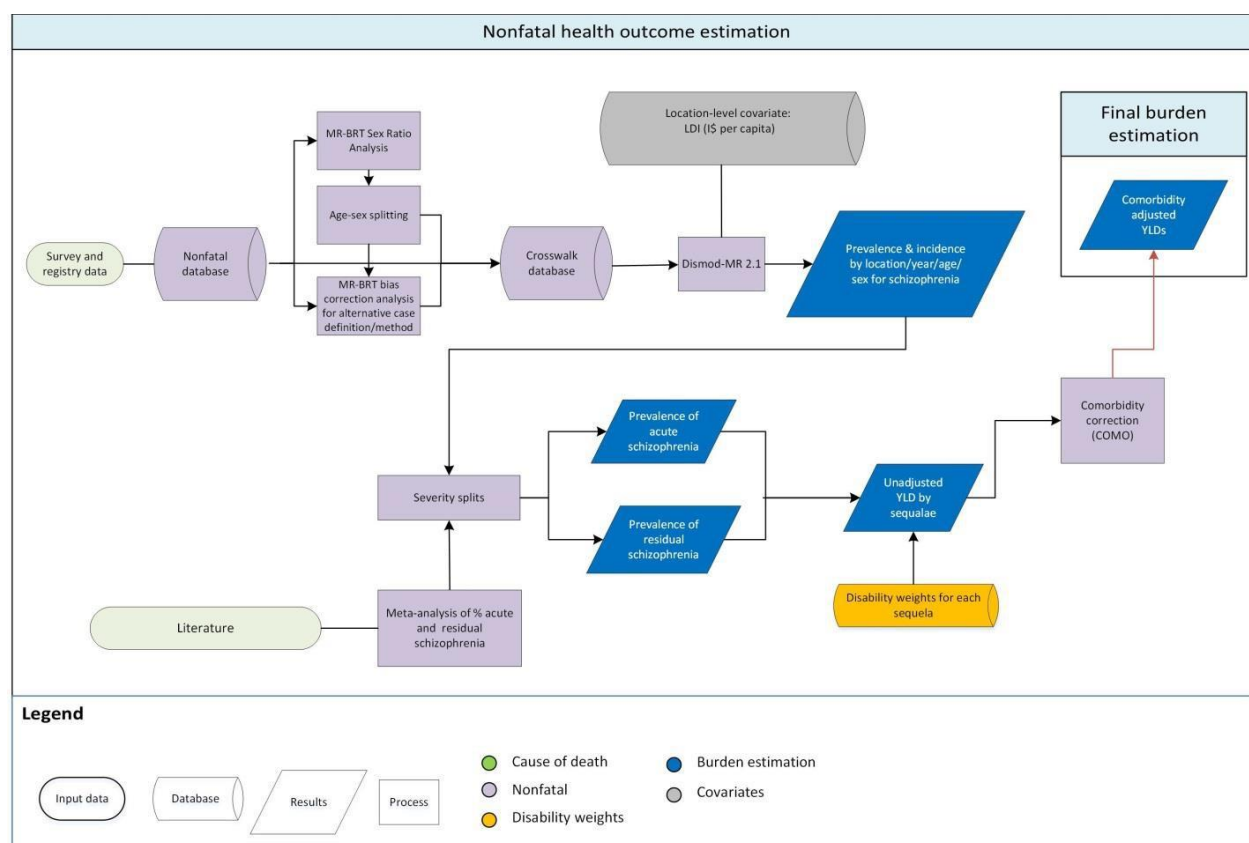 Nonfatal health outcome estimation
Final burden
estimation
Location-level covariate:
LDI (I$ per capita)
MR-BRT Sex Ratio
Analysis
Age-sex splitting
Survey and
registry data
Nonfatal
database
MR-BRT bias
correction analysis
for alternative case
definition/method
Crosswalk
database
Dismod-MR 2.1
Prevalence & incidence
by location/year/age/
sex for schizophrenia
Comorbidity
adjusted
YLDs
Prevalence of
acute
schizophrenia
Comorbidity
correction
(COMO)
Severity splits
Unadjusted
YLD by
sequalae
Prevalence of
residual
schizophrenia
Disability weights for each
sequela
Literature
Meta-analysis of % acute
and residual
schizophrenia
Legend
Input data
Database
Results
Process
Cause of death
Nonfatal
Disability weights
Burden estimation
Covariates